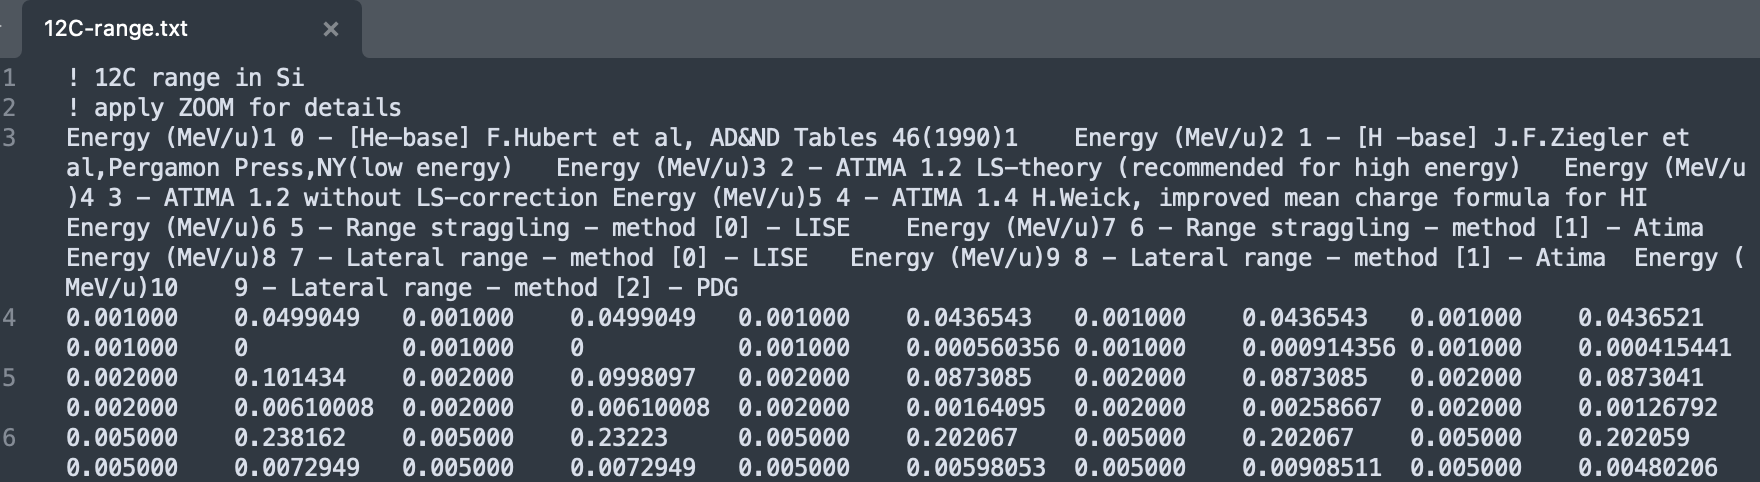 12C-range.txt ×
1 ! 12C range in Si
2 ! apply ZOOM for details
3 Energy (MeV/u)1 0 - [He-base] F.Hubert et al, AD&ND Tables 46(1990)1 Energy (MeV/u)2 1 - [H -base] J.F.Ziegler et
al,Pergamon Press,NY(low energy) Energy (MeV/u)3 2 - ATIMA 1.2 LS-theory (recommended for high energy) Energy (MeV/u
)4 3 - ATIMA 1.2 without LS-correction Energy (MeV/u)5 4 - ATIMA 1.4 H.Weick, improved mean charge formula for HI
Energy (MeV/u)6 5 - Range straggling - method [0] - LISE Energy (MeV/u)7 6 - Range straggling - method [1] - Atima
Energy (MeV/u)8 7 - Lateral range - method [0] - LISE Energy (MeV/u)9 8 - Lateral range - method [1] - Atima Energy (
MeV/u)10 9 - Lateral range - method [2] - PDG
4 0.001000 0.0499049 0.001000 0.0499049 0.001000 0.0436543 0.001000 0.0436543 0.001000 0.0436521
0.001000 0 0.001000 0 0.001000 0.000560356 0.001000 0.000914356 0.001000 0.000415441
5 0.002000 0.101434 0.002000 0.0998097 0.002000 0.0873085 0.002000 0.0873085 0.002000 0.0873041
0.002000 0.00610008 0.002000 0.00610008 0.002000 0.00164095 0.002000 0.00258667 0.002000 0.00126792
6 0.005000 0.238162 0.005000 0.23223 0.005000 0.202067 0.005000 0.202067 0.005000 0.202059
0.005000 0.0072949 0.005000 0.0072949 0.005000 0.00598053 0.005000 0.00908511 0.005000 0.00480206